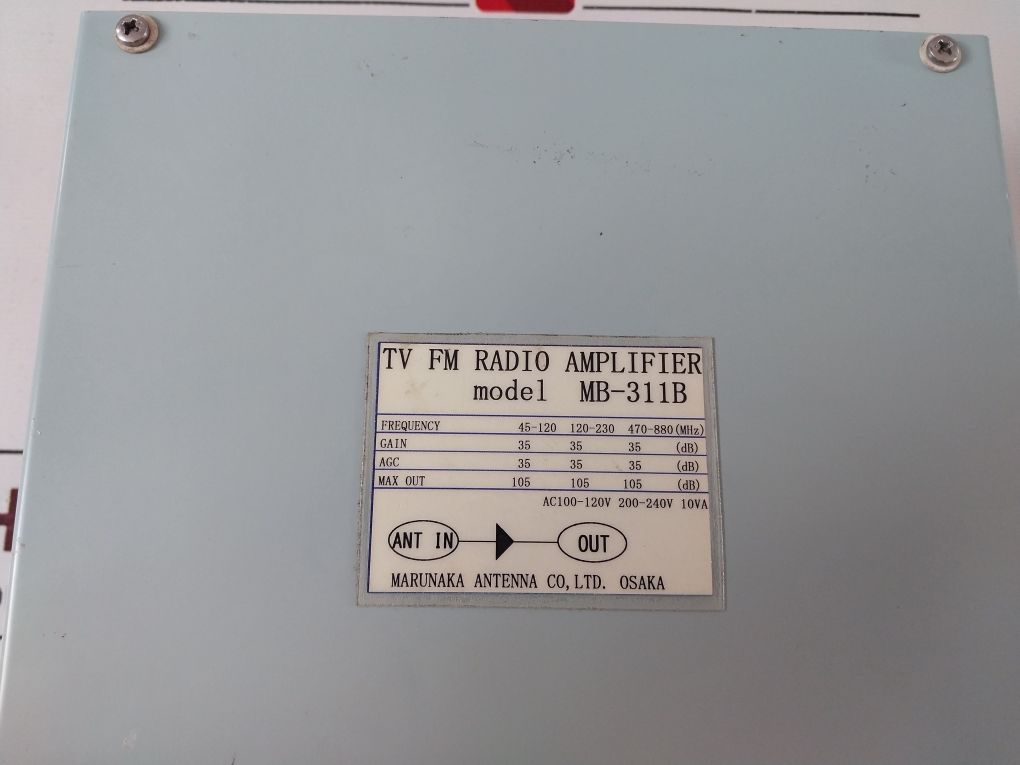 TV FM RADIO AMPLIFIER
model MB-311B
FREQUENCY 45-120 120-230 470-880(MHz)
GAIN 35 35 35 (dB)
AGC 35 35 35 (dB)
MAX OUT 105 105 105 (dB)
AC100-120V 200-240V 10VA
ANT IN OUT
MARUNAKA ANTENNA CO,LTD. OSAKA